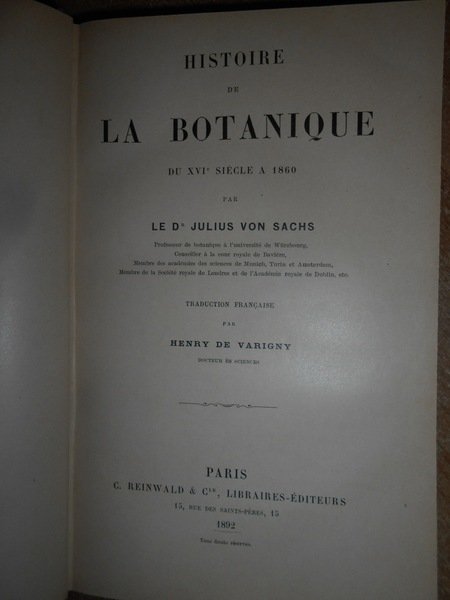 HISTOIRE
DE
LA BOTANIQUE
DU XVIᵉ SIÈCLE A 1860
PAR
LE Dʳ JULIUS VON SACHS
Professeur de botanique à l'université de Würzbourg,
Conseiller à la cour royale de Bavière,
Membre des académies des sciences de Munich, Turin et Amsterdam,
Membre de la Société royale de Londres et de l'Académie royale de Dublin, etc.
TRADUCTION FRANÇAISE
PAR
HENRY DE VARIGNY
DOCTEUR ÈS SCIENCES
PARIS
C. REINWALD & Cⁱᵉ, LIBRAIRES-ÉDITEURS
15, RUE DES SAINTS-PÈRES, 15
1892
Tous droits réservés.